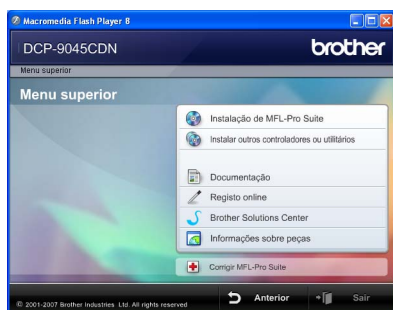 Macromedia Flash Player 8
DCP-9045CDN
brother
Menu superior
Menu superior
Instalação de MFL-Pro Suite
Instalar outros controladores ou utilitários
Documentação
Registo online
Brother Solutions Center
Informações sobre peças
Corrigir MFL-Pro Suite
© 2001-2007 Brother Industries Ltd. All rights reserved
Anterior
Sair